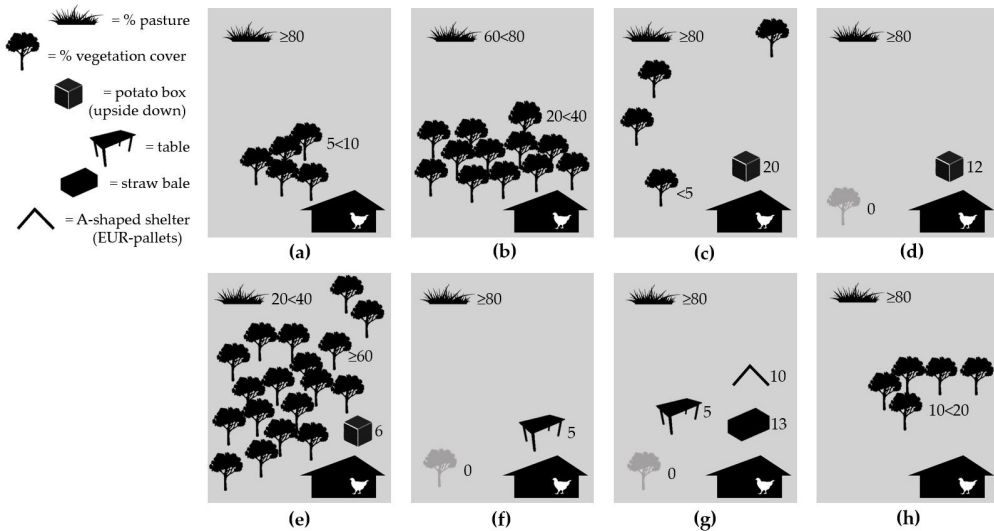 = % pasture
= % vegetation cover
= potato box
(upside down)
= table
= straw bale
= A-shaped shelter
(EUR-pallets)
≥80
5<10
(a)
60<80
20<40
(b)
≥80
20
<5
(c)
≥80
12
0
(d)
20<40
≥60
6
(e)
≥80
5
0
(f)
≥80
10
5
13
0
(g)
≥80
10<20
(h)